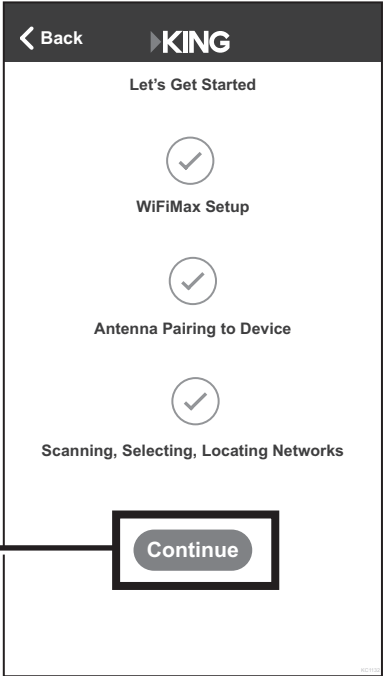 Back
KING
Let's Get Started
WiFiMax Setup
Antenna Pairing to Device
Scanning, Selecting, Locating Networks
Continue